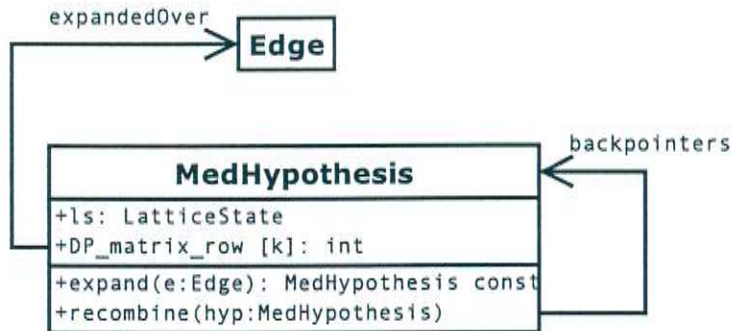 expandedOver
Edge
backpointers
MedHypothesis
+ls: LatticeState
+DP_matrix_row [k]: int
+expand(e:Edge): MedHypothesis const
+recombine(hyp:MedHypothesis)